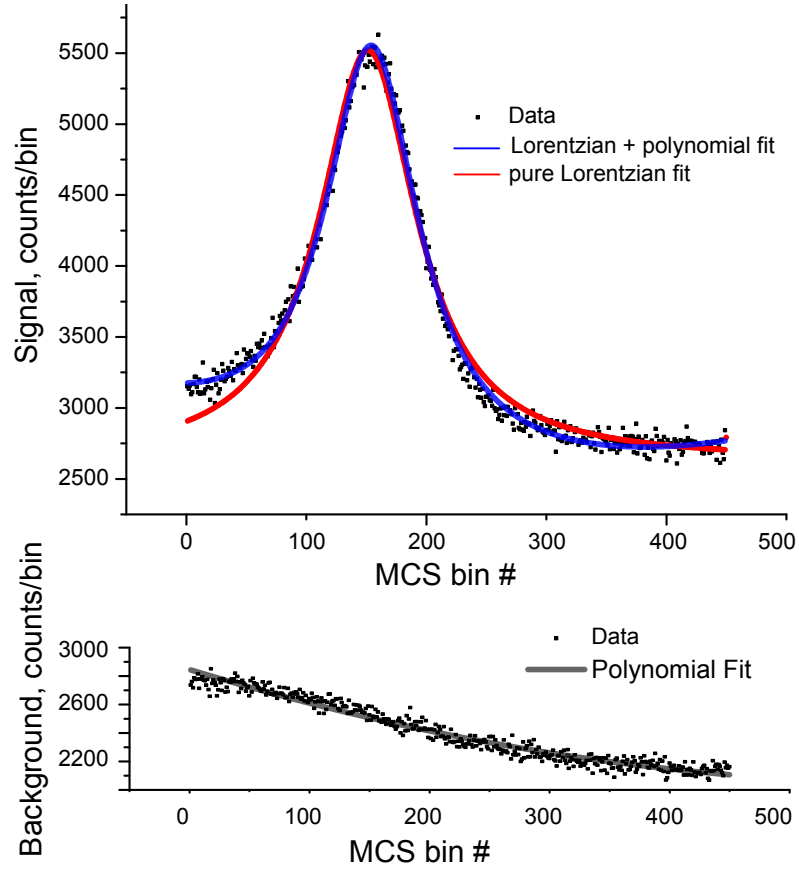 5500
5000
4500
4000
3500
3000
2500
Signal, counts/bin
Data
Lorentzian + polynomial fit
pure Lorentzian fit
0 100 200 300 400 500
MCS bin #
3000
2600
2200
Background, counts/bin
Data
Polynomial Fit
0 100 200 300 400 500
MCS bin #